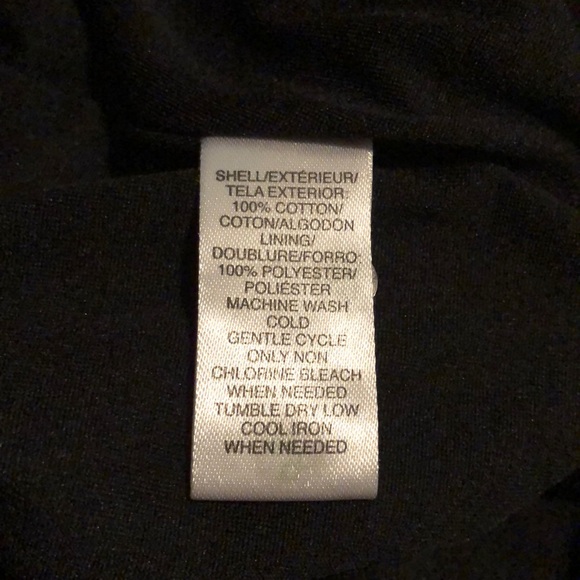 SHELL/EXTÉRIEUR/
TELA EXTERIOR:
100% COTTON/
COTON/ALGODON
LINING/
DOUBLURE/FORRO:
100% POLYESTER/
POLIÉSTER
MACHINE WASH
COLD
GENTLE CYCLE
ONLY NON
CHLORINE BLEACH
WHEN NEEDED
TUMBLE DRY LOW
COOL IRON
WHEN NEEDED